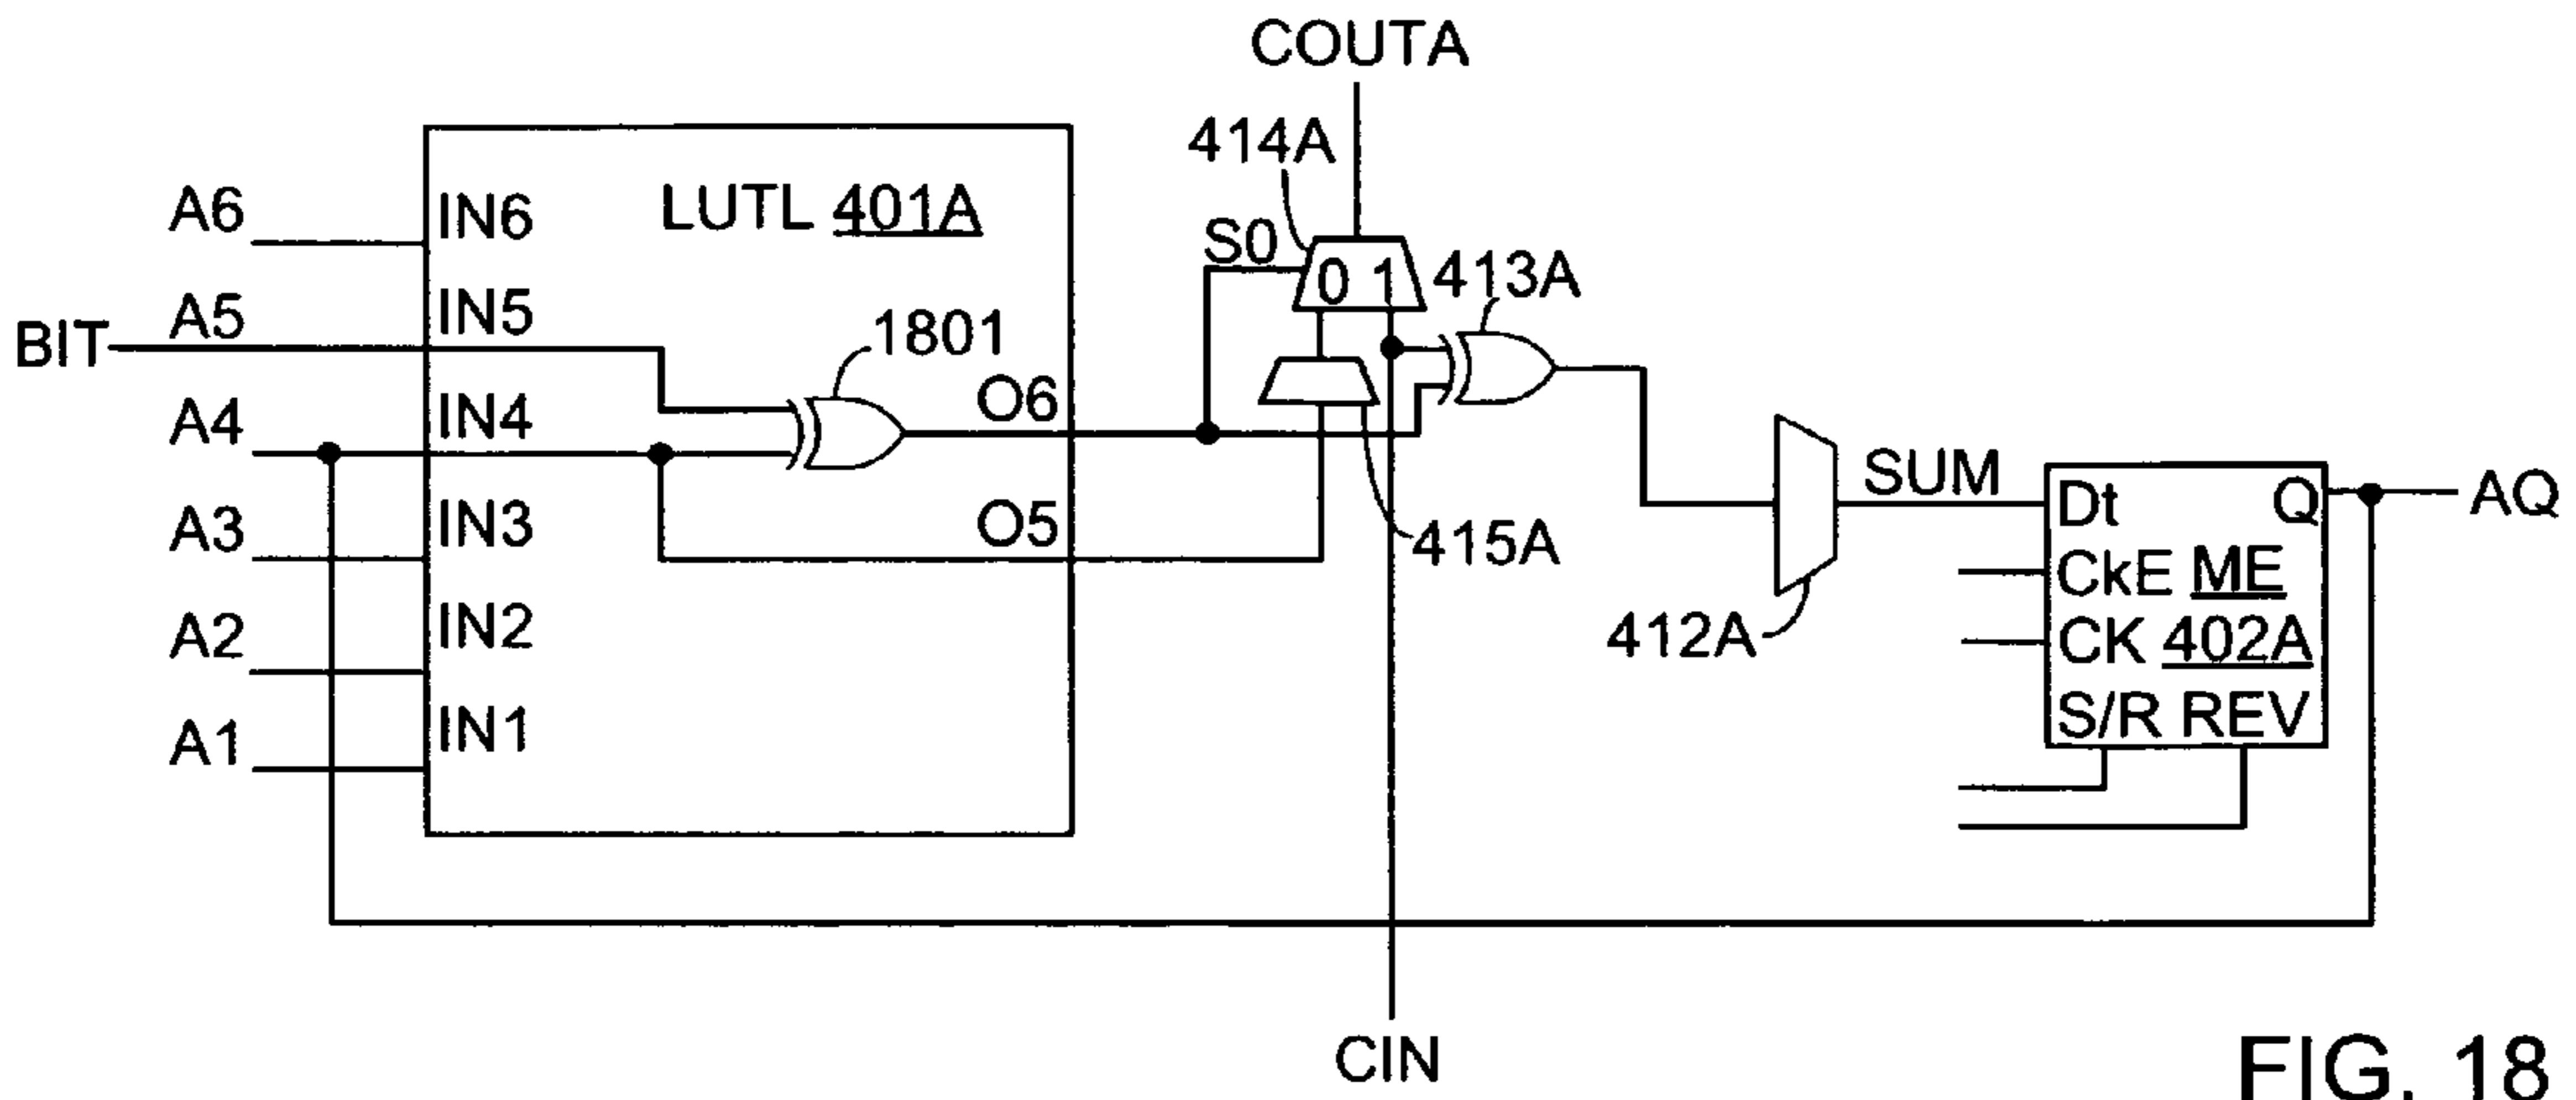 COUTA
414A
A6
IN6
LUTL 401A
S0
0 1
413A
BIT
A5
IN5
1801
A4
IN4
O6
SUM
Dt
Q
AQ
A3
IN3
O5
415A
CkE ME
A2
IN2
412A
CK 402A
A1
IN1
S/R REV
CIN
FIG. 18